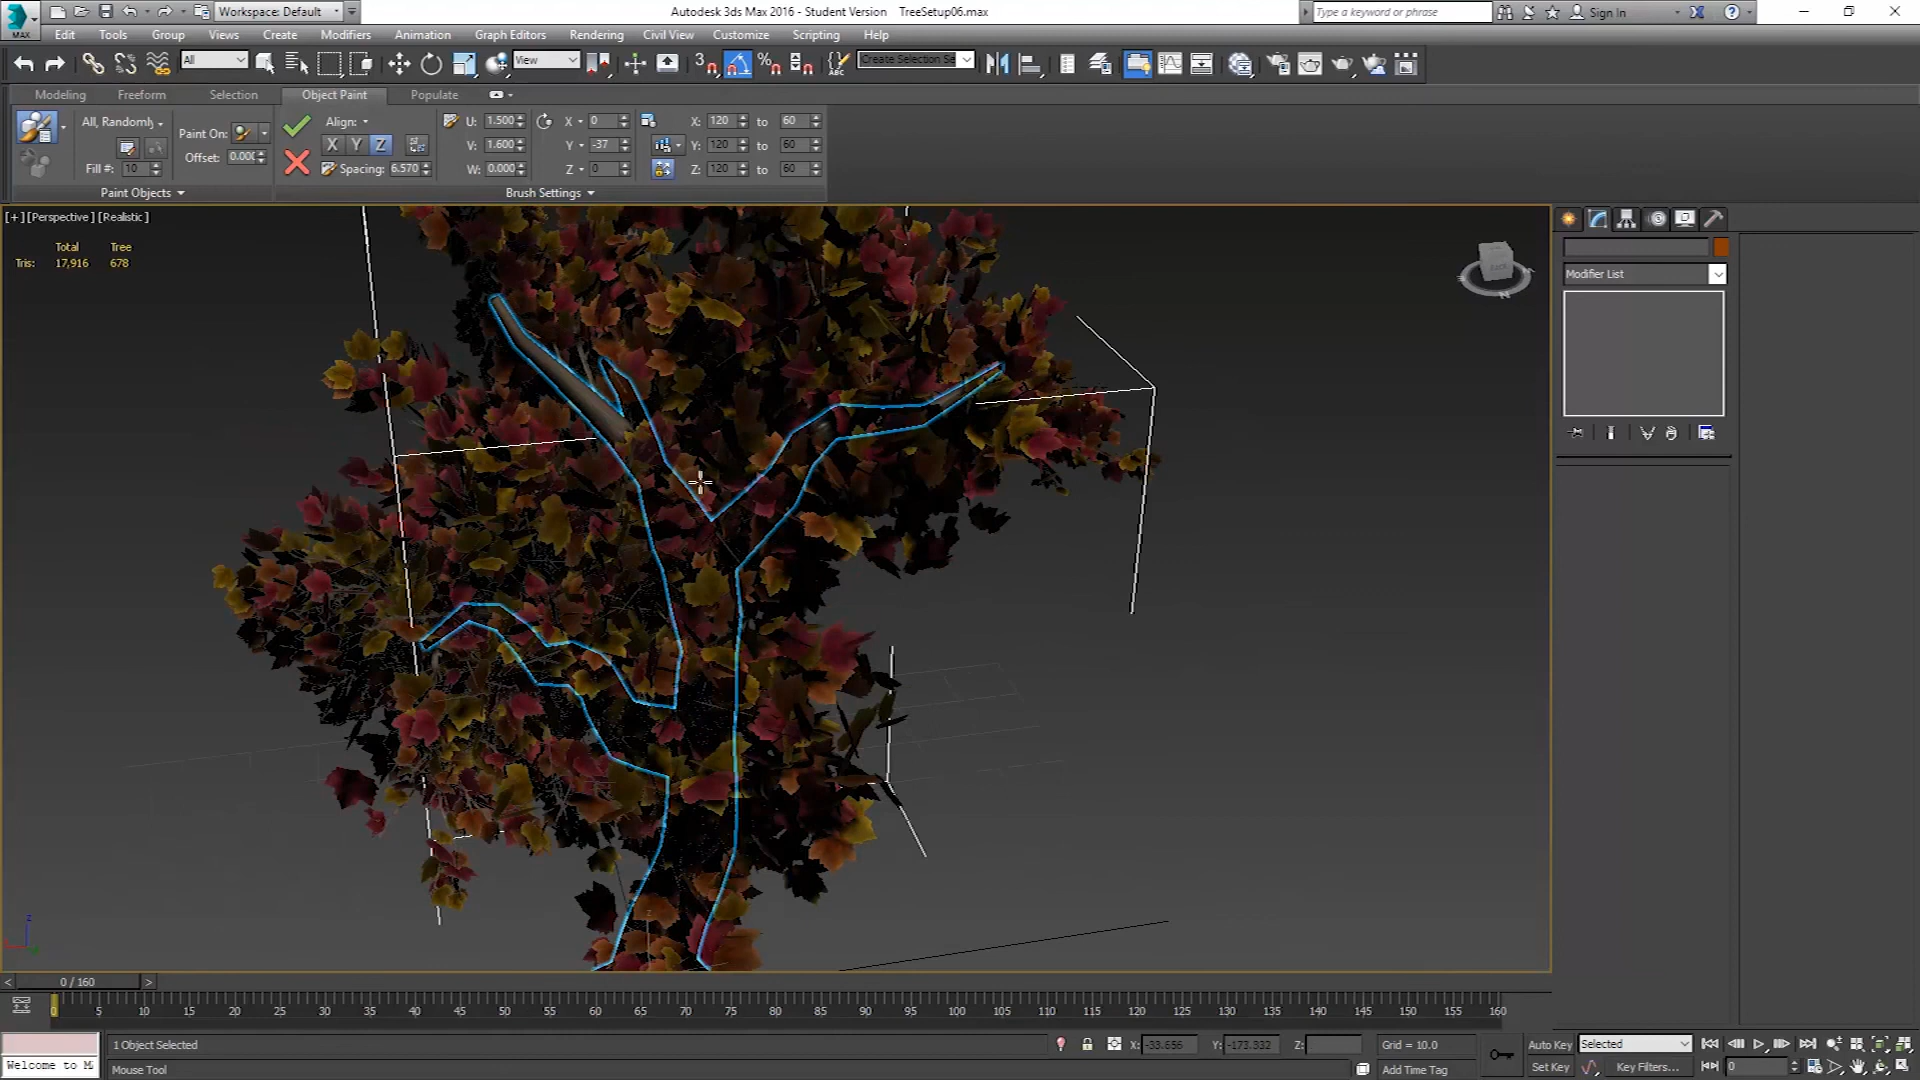 Workspace: Default
Autodesk 3ds Max 2016 - Student Version TreeSetup06.max
Type a keyword or phrase
Sign In
MAX
Edit Tools Group Views Create Modifiers Animation Graph Editors Rendering Civil View Customize Scripting Help
All
View
3
%
ABC
Create Selection Se
Modeling Freeform Selection Object Paint Populate
All, Randomly
Paint On:
Align:
U: 1.500
X 0
X: 120 to 60
X Y Z
V: 1.600
Y -37
Y: 120 to 60
Offset: 0.00
Fill #: 10
Spacing: 6.570
W: 0.000
Z 0
Z: 120 to 60
Paint Objects
Brush Settings
[+] [Perspective] [Realistic]
Total Tree
Tris: 17,916 678
Modifier List
z
0 / 160
0 5 10 15 20 25 30 35 40 45 50 55 60 65 70 75 80 85 90 95 100 105 110 115 120 125 130 135 140 145 150 155 160
1 Object Selected
X: -33.656 Y: -173.332 Z:
Grid = 10.0
Auto Key
Selected
Welcome to M
Mouse Tool
Add Time Tag
Set Key
Key Filters...
0